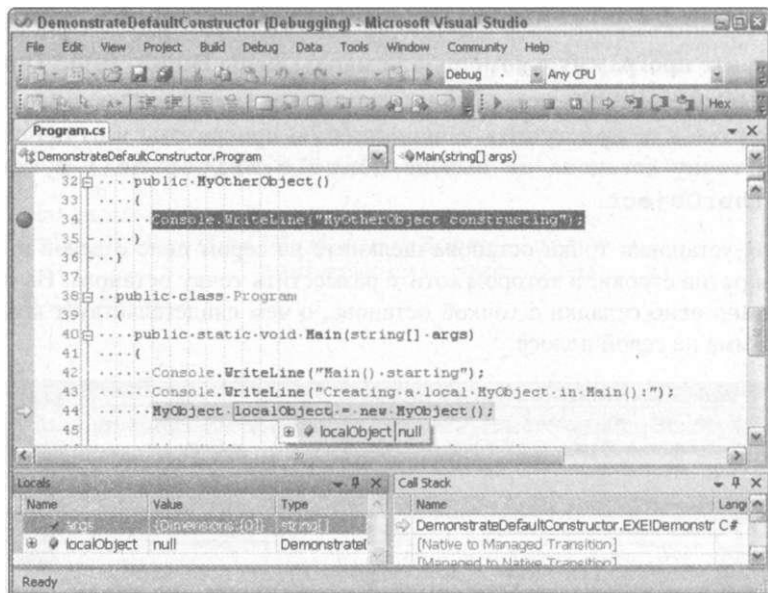 DemonstrateDefaultConstructor (Debugging) - Microsoft Visual Studio
File Edit View Project Build Debug Data Tools Window Community Help
Debug Any CPU
Hex
Program.cs
DemonstrateDefaultConstructor.Program Main(string[] args)
32 public MyOtherObject()
33 {
34 Console.WriteLine("MyOtherObject constructing");
35 }
36 }
37
38 public class Program
39 {
40 public static void Main(string[] args)
41 {
42 Console.WriteLine("Main() starting");
43 Console.WriteLine("Creating a local MyObject in Main():");
44 MyObject localObject = new MyObject();
45
localObject null
Locals
Name Value Type
args {Dimensions:[0]} string[]
localObject null Demonstrate
Call Stack
Name Lang
DemonstrateDefaultConstructor.EXE!Demonstr C#
[Native to Managed Transition]
[Managed to Native Transition]
Ready